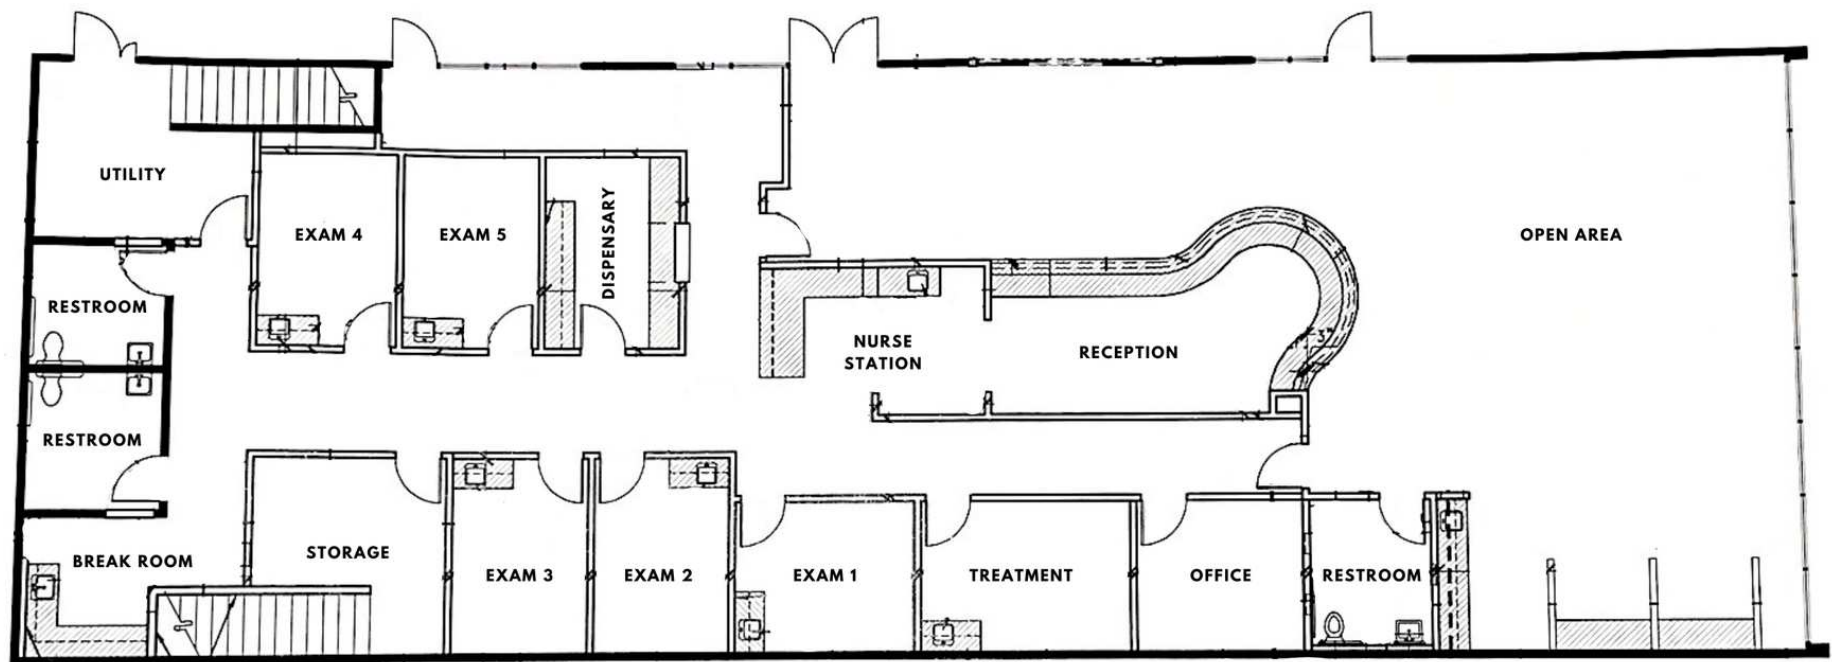 UTILITY
EXAM 4
EXAM 5
DISPENSARY
OPEN AREA
RESTROOM
NURSE
STATION
RECEPTION
3"
RESTROOM
BREAK ROOM
STORAGE
EXAM 3
EXAM 2
EXAM 1
TREATMENT
OFFICE
RESTROOM